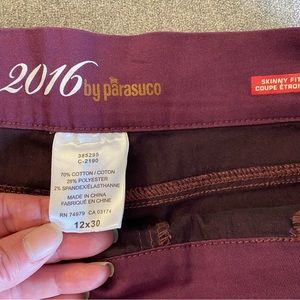 2016 by parasuco
SKINNY FIT
COUPE ÉTROITE
385295
C-2190
70% COTTON / COTON
28% POLYESTER
2% SPANDEX/ÉLASTHANNE
MADE IN CHINA
FABRIQUÉ EN CHINE
RN 74979 CA 03174
12x30